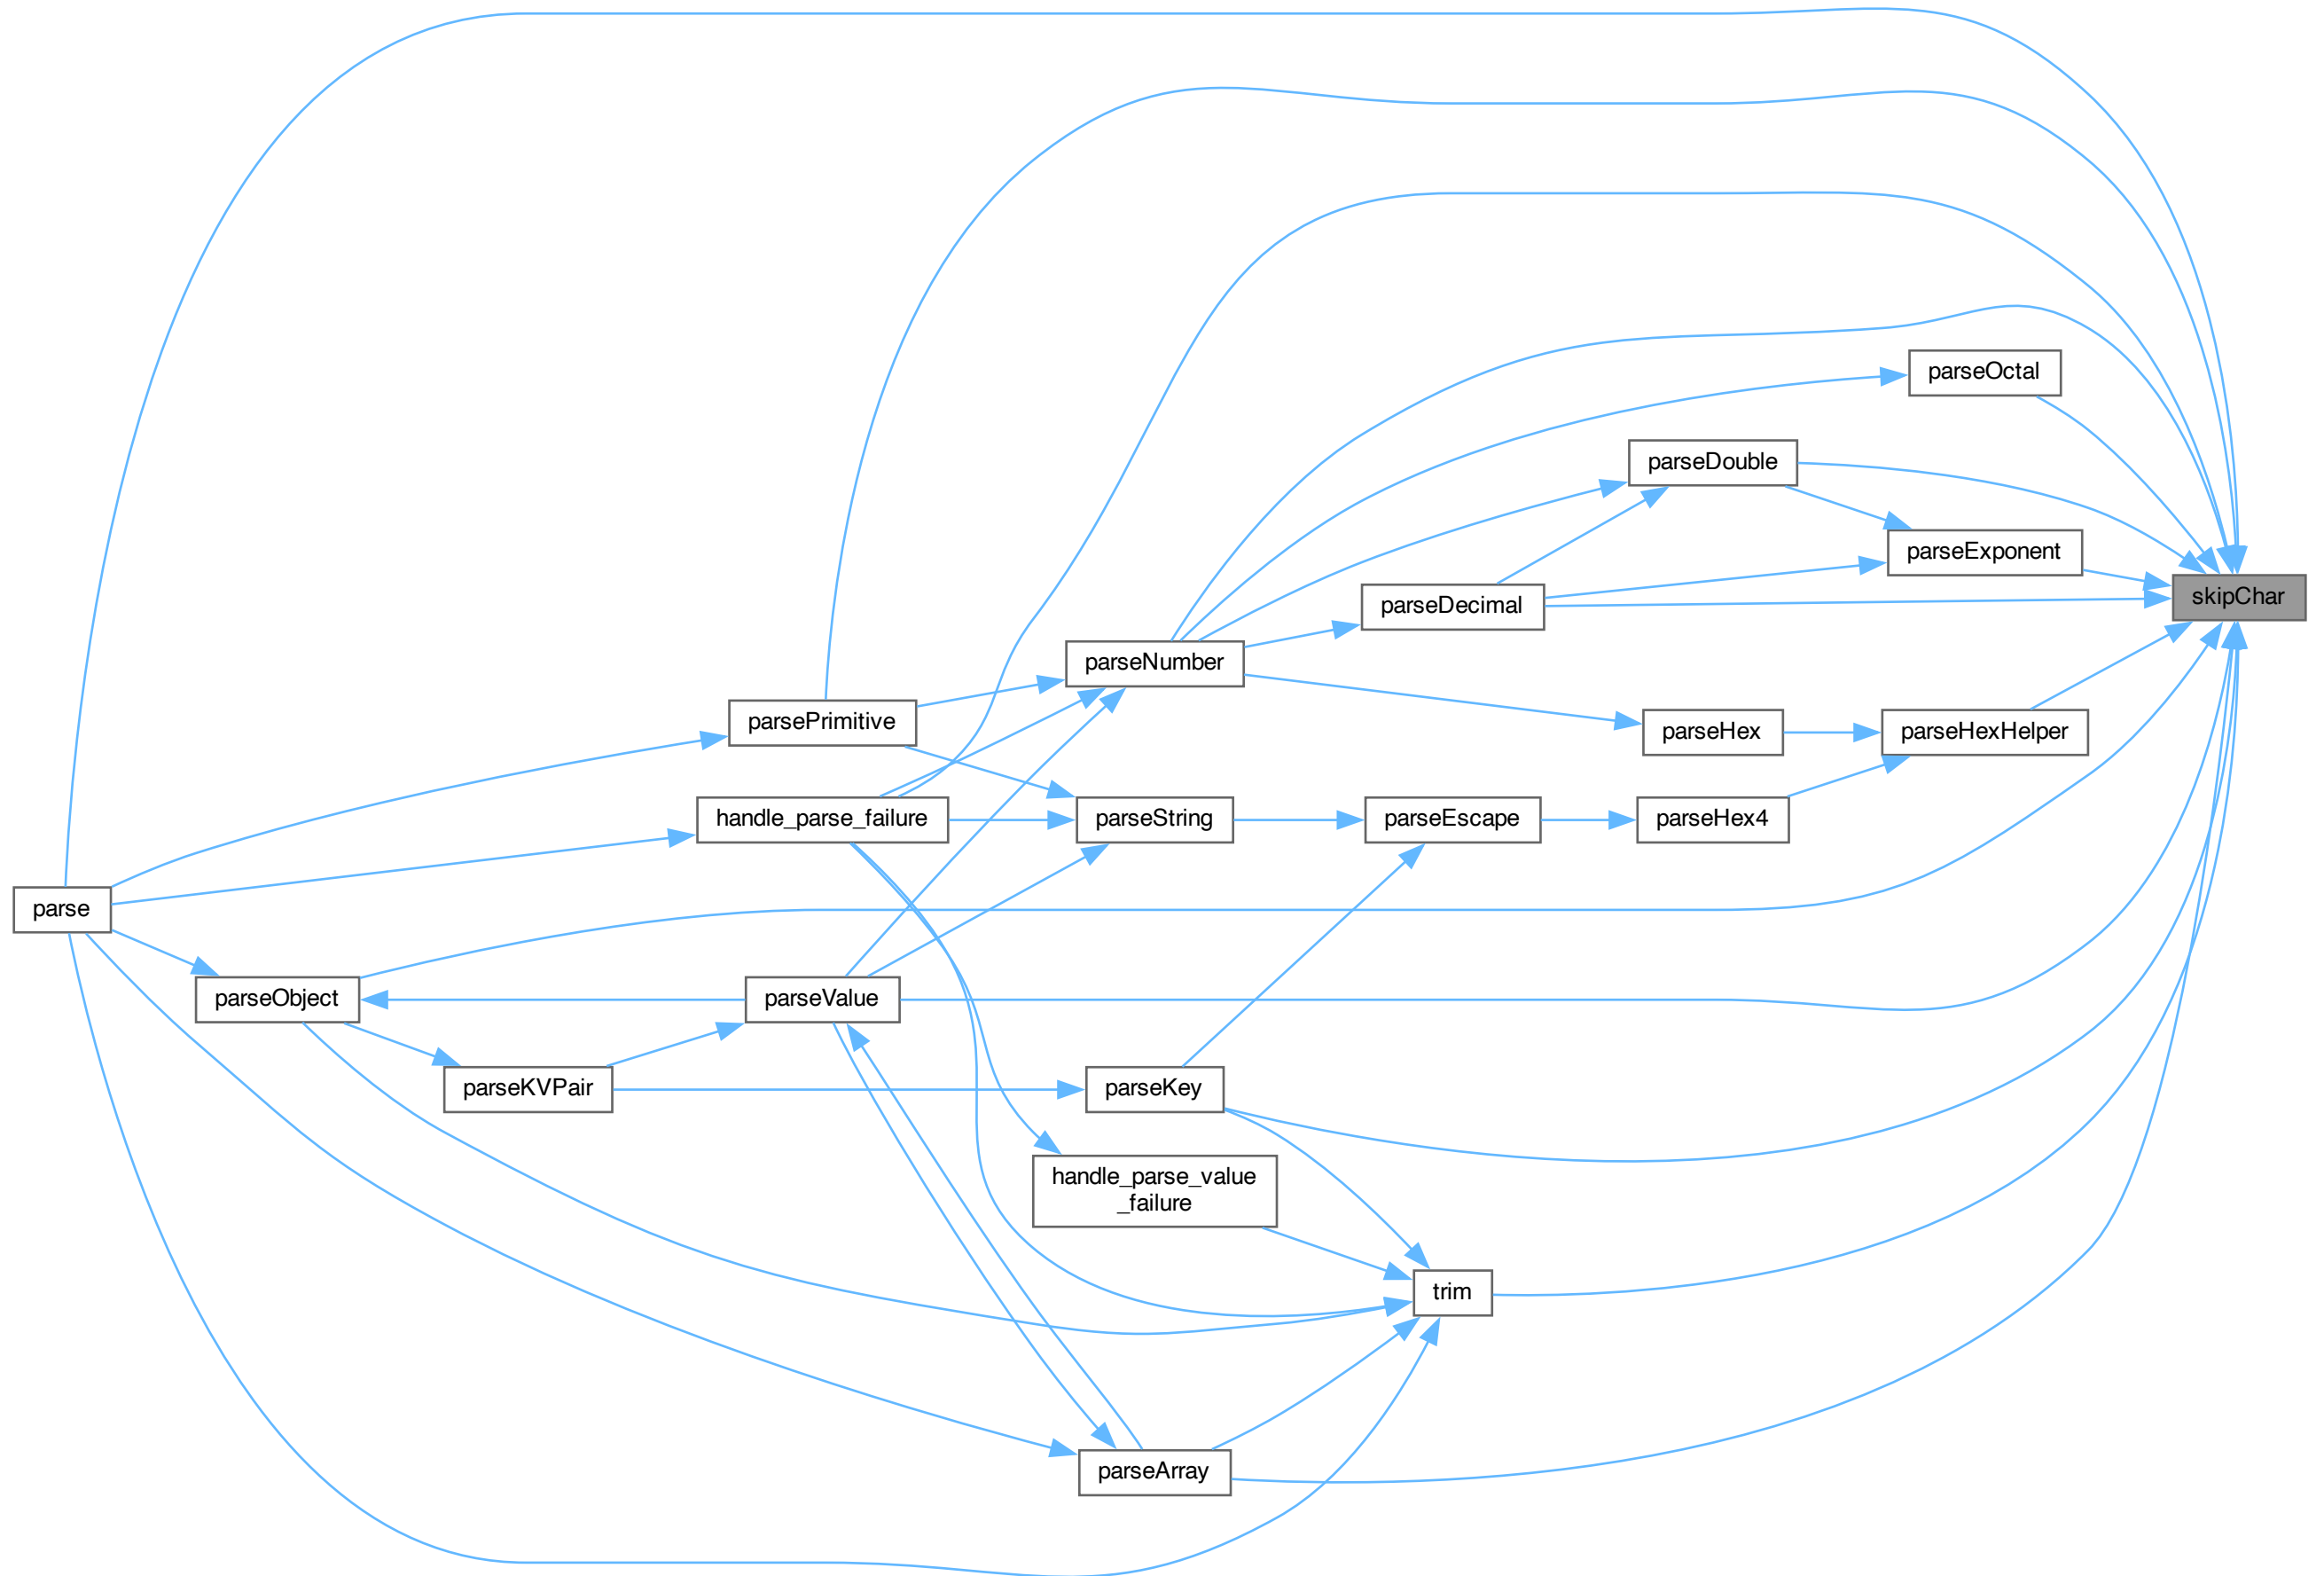 parseOctal
parseDouble
parseExponent
skipChar
parseDecimal
parseNumber
parsePrimitive
parseHex
parseHexHelper
handle_parse_failure
parseString
parseEscape
parseHex4
parse
parseObject
parseValue
parseKVPair
parseKey
handle_parse_value
_failure
trim
parseArray